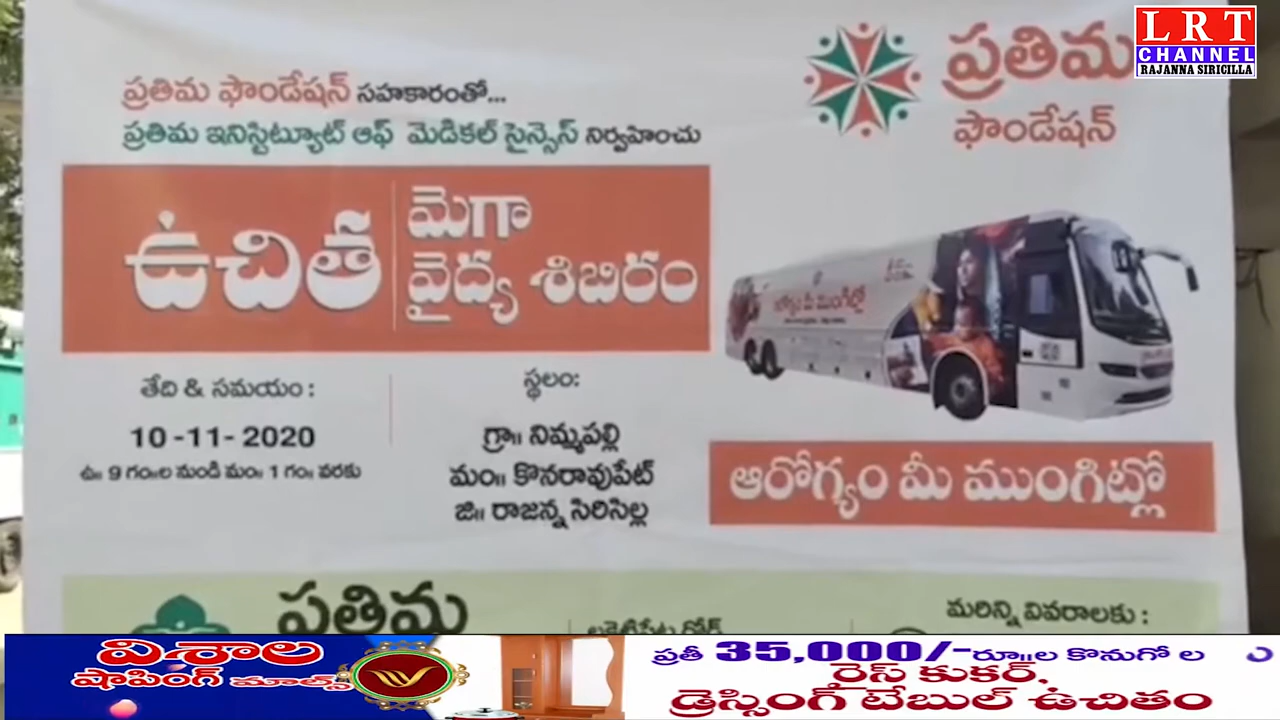 LRT
CHANNEL
RAJANNA SIRICILLA
ప్రతిమ
ఫౌండేషన్
ప్రతిమ ఫౌండేషన్ సహకారంతో...
ప్రతిమ ఇనిస్టిట్యూట్ ఆఫ్ మెడికల్ సైన్సెస్ నిర్వహించు
ఉచిత
మెగా
వైద్య శిబిరం
ఆరోగ్యం మీ ముంగిట్లో
తేది & సమయం :
10 -11- 2020
ఉ॥ 9 గం॥ల నుండి మం॥ 1 గం॥ వరకు
స్థలం:
గ్రా॥ నిమ్మపల్లి
మం॥ కొనరావుపేట్
జి॥ రాజన్న సిరిసిల్ల
ఆరోగ్యం మీ ముంగిట్లో
ప్రతిమ
మరిన్ని వివరాలకు :
విశాల
షాపింగ్ మాల్స్
ప్రతీ 35,000/-రూ॥ల కొనుగోలు
రైస్ కుకర్,
డ్రెస్సింగ్ టేబుల్ ఉచితం